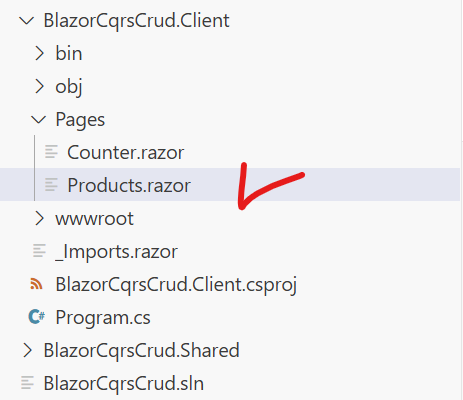 BlazorCqrsCrud.Client
bin
obj
Pages
Counter.razor
Products.razor
wwwroot
_Imports.razor
BlazorCqrsCrud.Client.csproj
C# Program.cs
BlazorCqrsCrud.Shared
BlazorCqrsCrud.sln